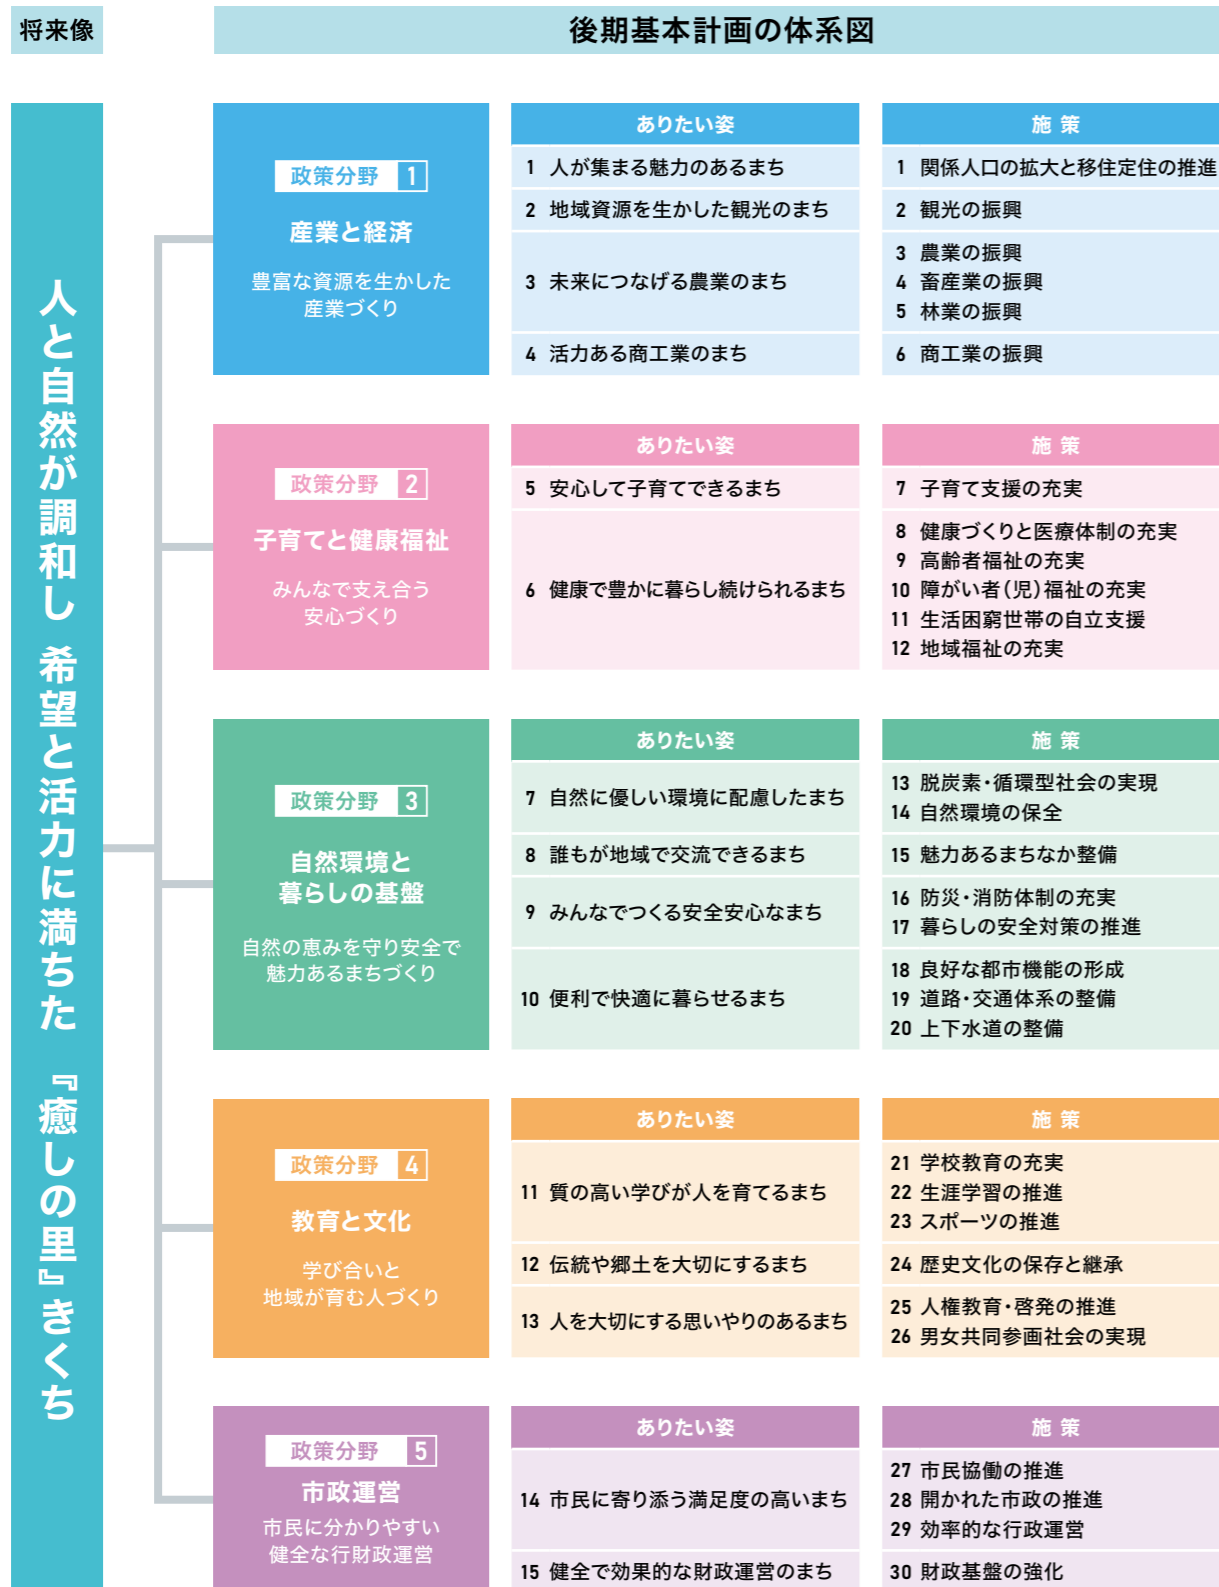 将来像
後期基本計画の体系図
人と自然が調和し 希望と活力に満ちた 『癒しの里』きくち
政策分野 1
産業と経済
豊富な資源を生かした
産業づくり
ありたい姿
施 策
1 人が集まる魅力のあるまち
1 関係人口の拡大と移住定住の推進
2 地域資源を生かした観光のまち
2 観光の振興
3 未来につなげる農業のまち
3 農業の振興
4 畜産業の振興
5 林業の振興
4 活力ある商工業のまち
6 商工業の振興
政策分野 2
子育てと健康福祉
みんなで支え合う
安心づくり
ありたい姿
施 策
5 安心して子育てできるまち
7 子育て支援の充実
6 健康で豊かに暮らし続けられるまち
8 健康づくりと医療体制の充実
9 高齢者福祉の充実
10 障がい者(児)福祉の充実
11 生活困窮世帯の自立支援
12 地域福祉の充実
政策分野 3
自然環境と
暮らしの基盤
自然の恵みを守り安全で
魅力あるまちづくり
ありたい姿
施 策
7 自然に優しい環境に配慮したまち
13 脱炭素・循環型社会の実現
14 自然環境の保全
8 誰もが地域で交流できるまち
15 魅力あるまちなか整備
9 みんなでつくる安全安心なまち
16 防災・消防体制の充実
17 暮らしの安全対策の推進
10 便利で快適に暮らせるまち
18 良好な都市機能の形成
19 道路・交通体系の整備
20 上下水道の整備
政策分野 4
教育と文化
学び合いと
地域が育む人づくり
ありたい姿
施 策
11 質の高い学びが人を育てるまち
21 学校教育の充実
22 生涯学習の推進
23 スポーツの推進
12 伝統や郷土を大切にするまち
24 歴史文化の保存と継承
13 人を大切にする思いやりのあるまち
25 人権教育・啓発の推進
26 男女共同参画社会の実現
政策分野 5
市政運営
市民に分かりやすい
健全な行財政運営
ありたい姿
施 策
14 市民に寄り添う満足度の高いまち
27 市民協働の推進
28 開かれた市政の推進
29 効率的な行政運営
15 健全で効果的な財政運営のまち
30 財政基盤の強化